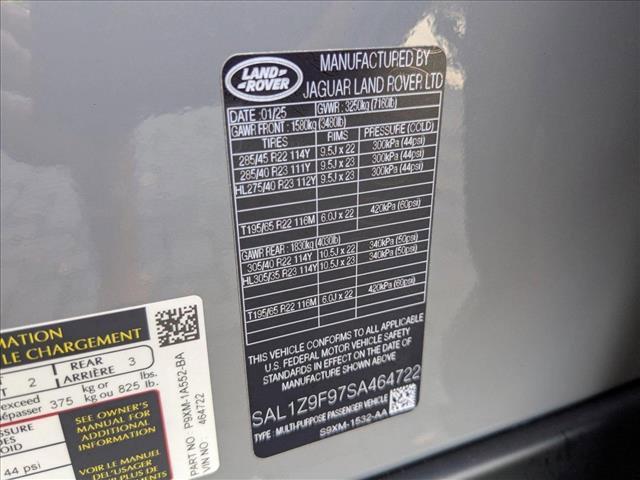 LAND-
ROVER
MANUFACTURED BY
JAGUAR LAND ROVER LTD
DATE :01/25 GVWR : 3250kg (7160lb)
GAWR FRONT : 1580kg (3480lb)
TIRES RIMS PRESSURE (COLD)
285/45 R22 114Y 9.5J x 22 300kPa (44psi)
285/40 R23 111Y 9.5J x 23 300kPa (44psi)
HL275/40 R23 112Y 9.5J x 23 300kPa (44psi)
T195/65 R22 116M 6.0J x 22 420kPa (60psi)
GAWR REAR : 1830kg (4030lb)
305/40 R22 114Y 10.5J x 22 340kPa (50psi)
HL305/35 R23 114Y 10.5J x 23 340kPa (50psi)
T195/65 R22 116M 6.0J x 22 420kPa (60psi)
THIS VEHICLE CONFORMS TO ALL APPLICABLE
U.S. FEDERAL MOTOR VEHICLE SAFETY
STANDARDS IN EFFECT ON THE DATE OF
MANUFACTURE SHOWN ABOVE
SAL1Z9F97SA464722
TYPE : MULTI-PURPOSE PASSENGER VEHICLE
S9XM-1532-AA
MATION
LE CHARGEMENT
T 2 REAR
ARRIÈRE 3
exceed
dépasser 375 kg or
kg ou 825 lbs.
lb.
SSURE
DES
OID
44 psi
SEE OWNER'S
MANUAL FOR
ADDITIONAL
INFORMATION
VOIR LE MANUEL
DE L'USAGER
PART NO : P9XM-1A552-BA
VIN NO : 464722